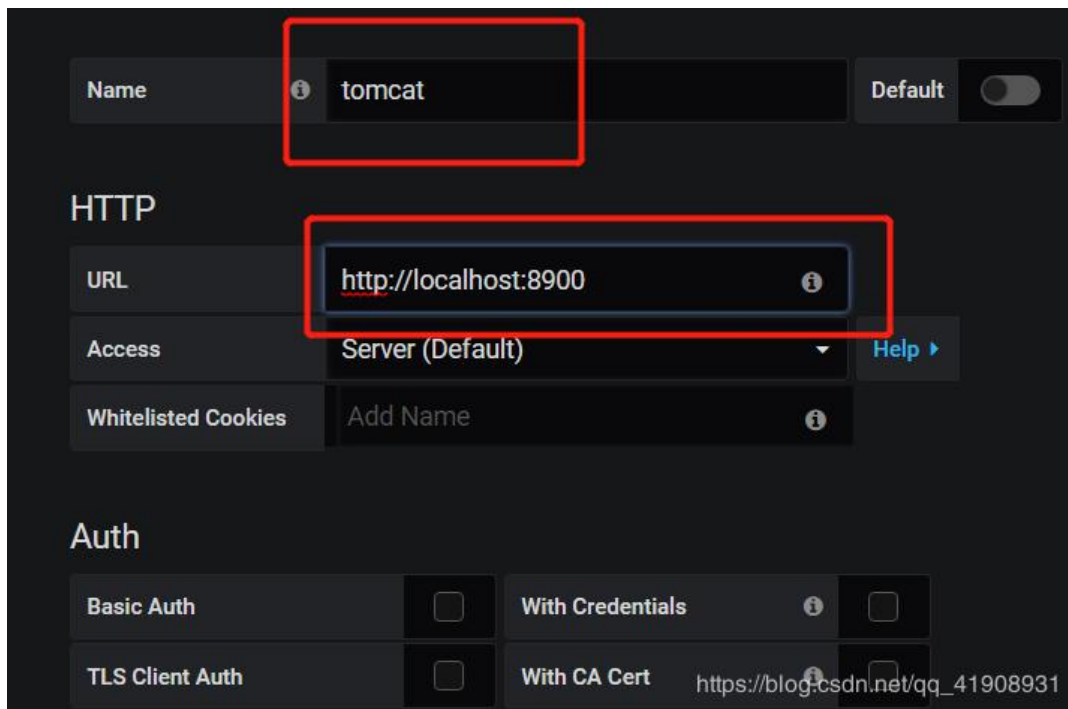 Name tomcat Default
HTTP
URL http://localhost:8900
Access Server (Default) Help
Whitelisted Cookies Add Name
Auth
Basic Auth With Credentials
TLS Client Auth With CA Cert
https://blog.csdn.net/qq_41908931